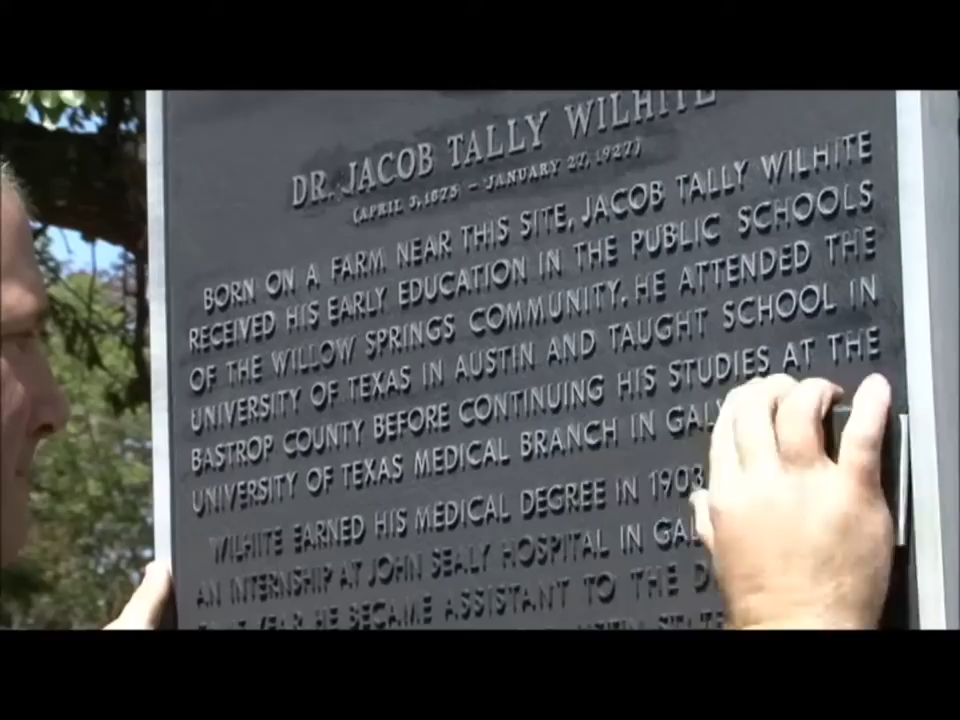 DR. JACOB TALLY WILHITE
(APRIL 3, 1875 – JANUARY 27, 1927)
BORN ON A FARM NEAR THIS SITE, JACOB TALLY WILHITE
RECEIVED HIS EARLY EDUCATION IN THE PUBLIC SCHOOLS
OF THE WILLOW SPRINGS COMMUNITY. HE ATTENDED THE
UNIVERSITY OF TEXAS IN AUSTIN AND TAUGHT SCHOOL IN
BASTROP COUNTY BEFORE CONTINUING HIS STUDIES AT THE
UNIVERSITY OF TEXAS MEDICAL BRANCH IN GAL
WILHITE EARNED HIS MEDICAL DEGREE IN 1903
AN INTERNSHIP AT JOHN SEALY HOSPITAL IN GAL
YEAR HE BECAME ASSISTANT TO THE D